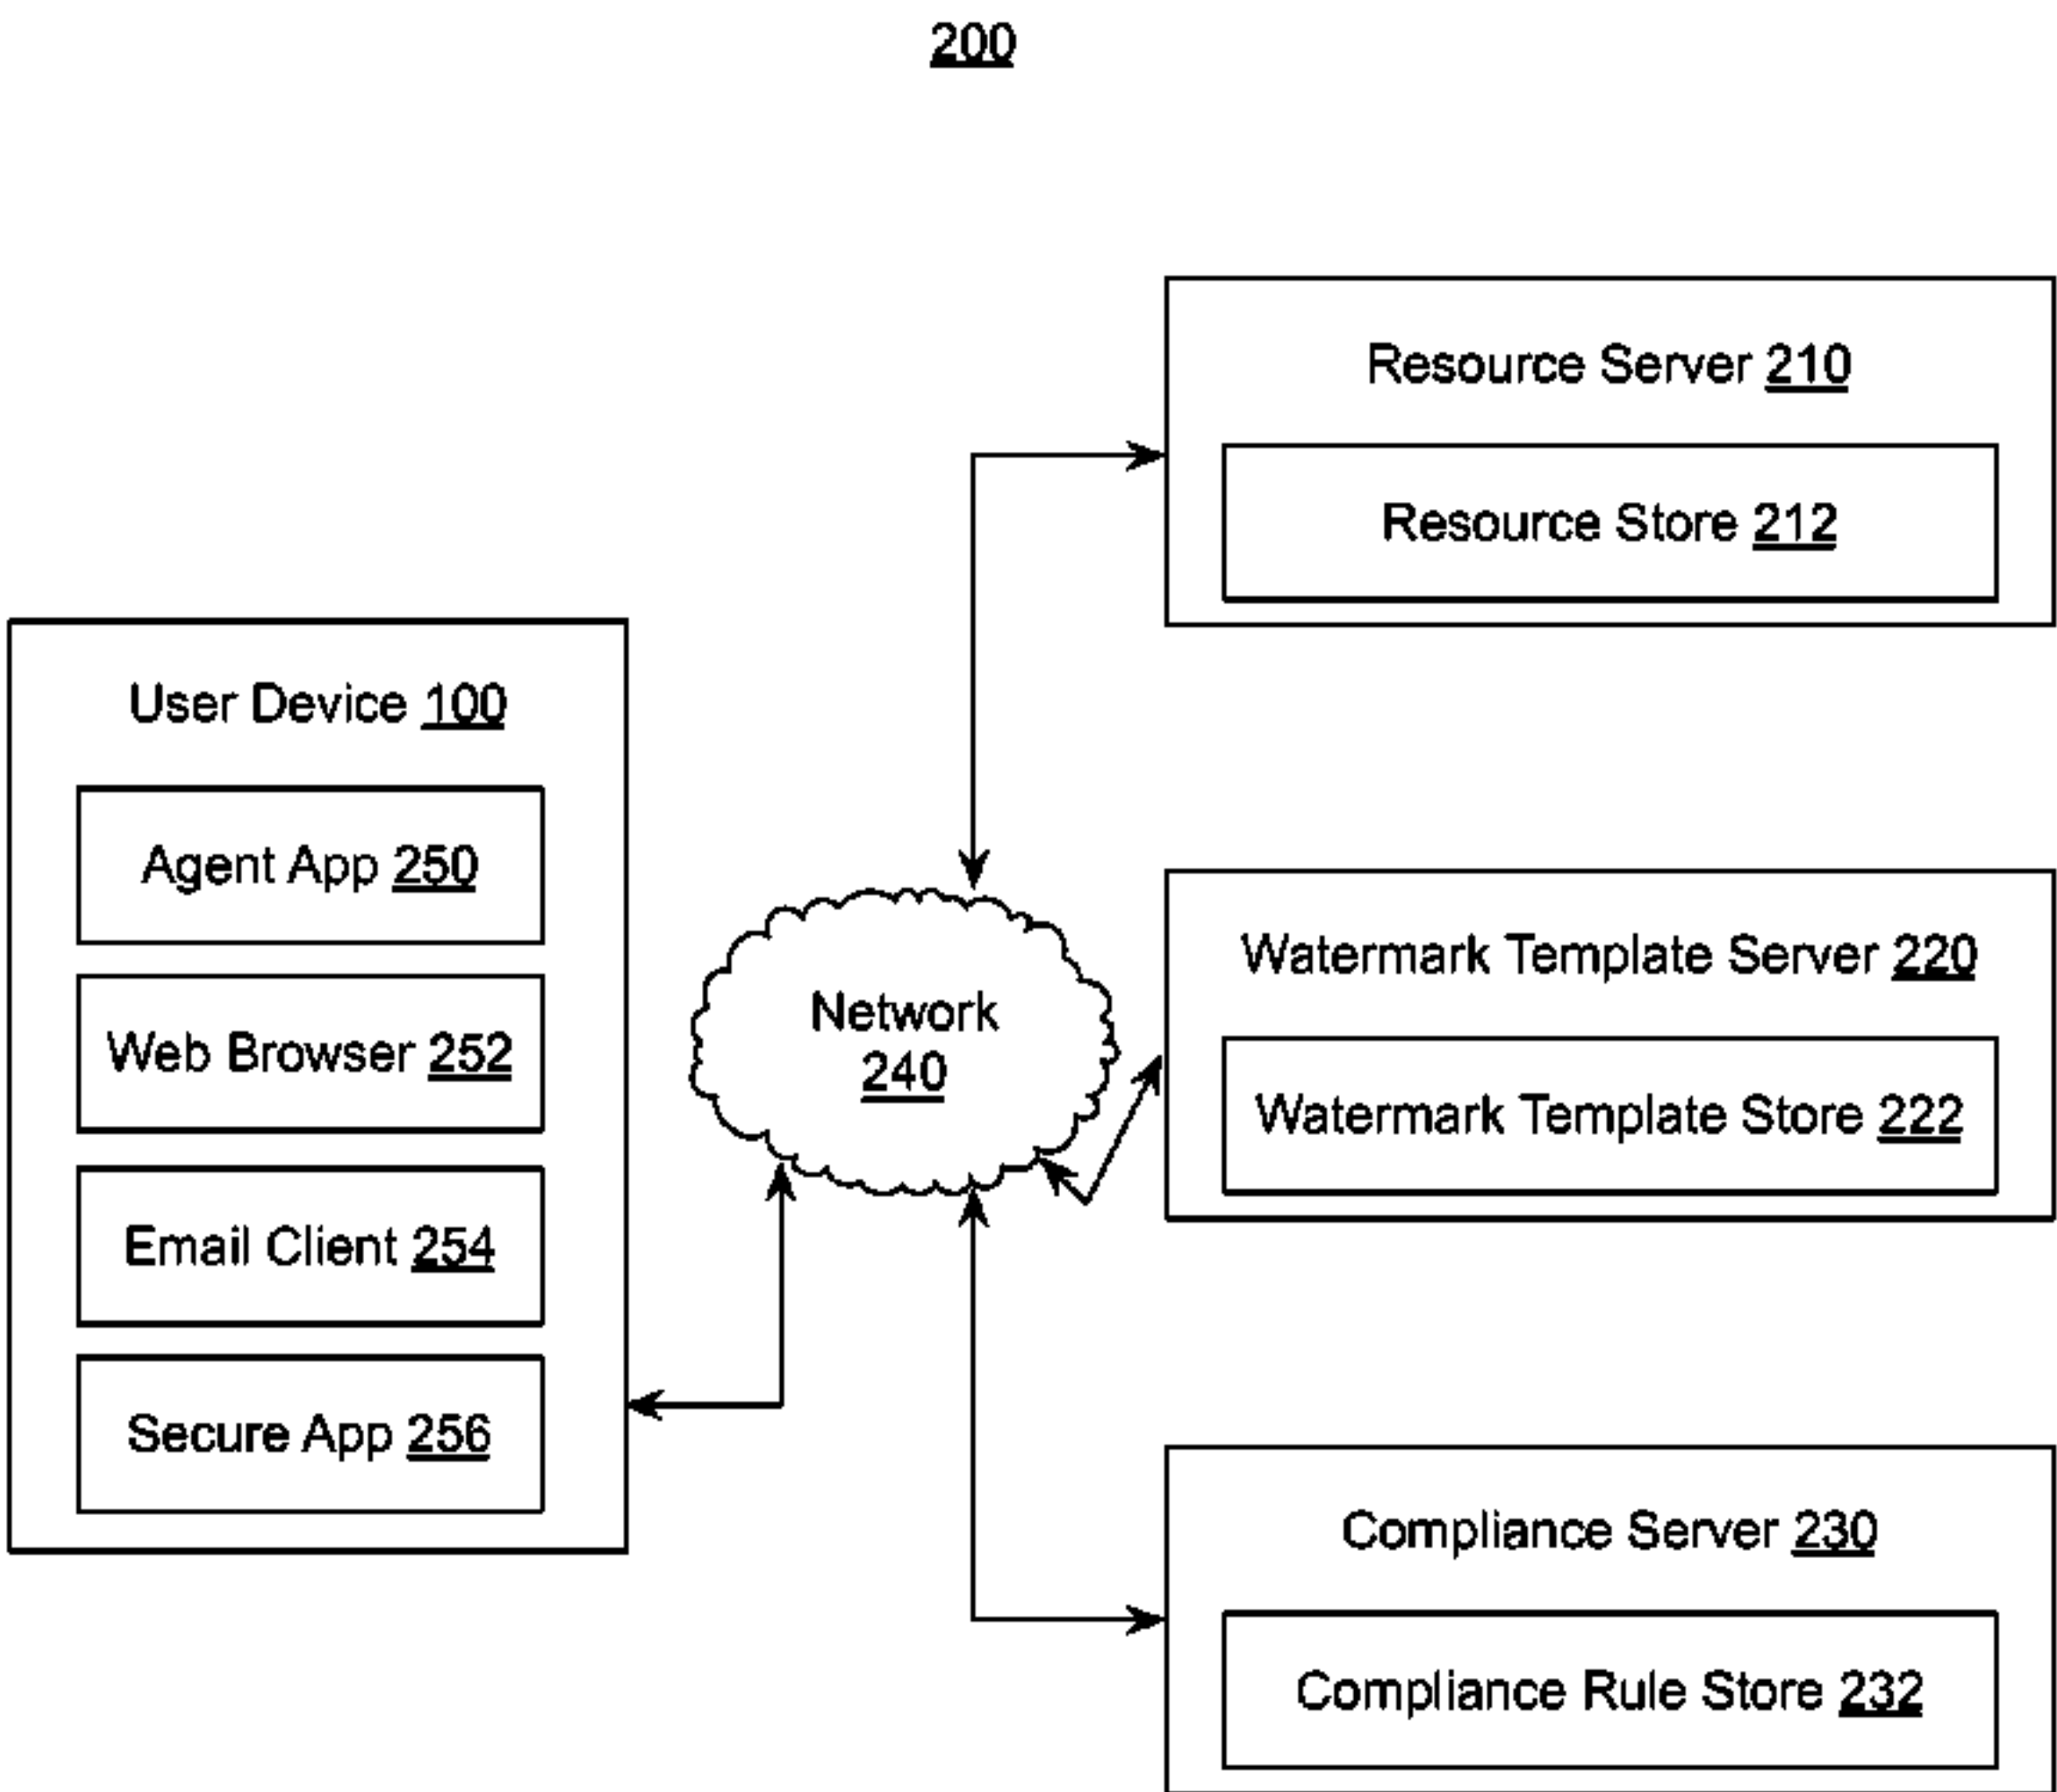 200
Resource Server 210
Resource Store 212
User Device 100
Agent App 250
Web Browser 252
Email Client 254
Secure App 256
Network
240
Watermark Template Server 220
Watermark Template Store 222
Compliance Server 230
Compliance Rule Store 232